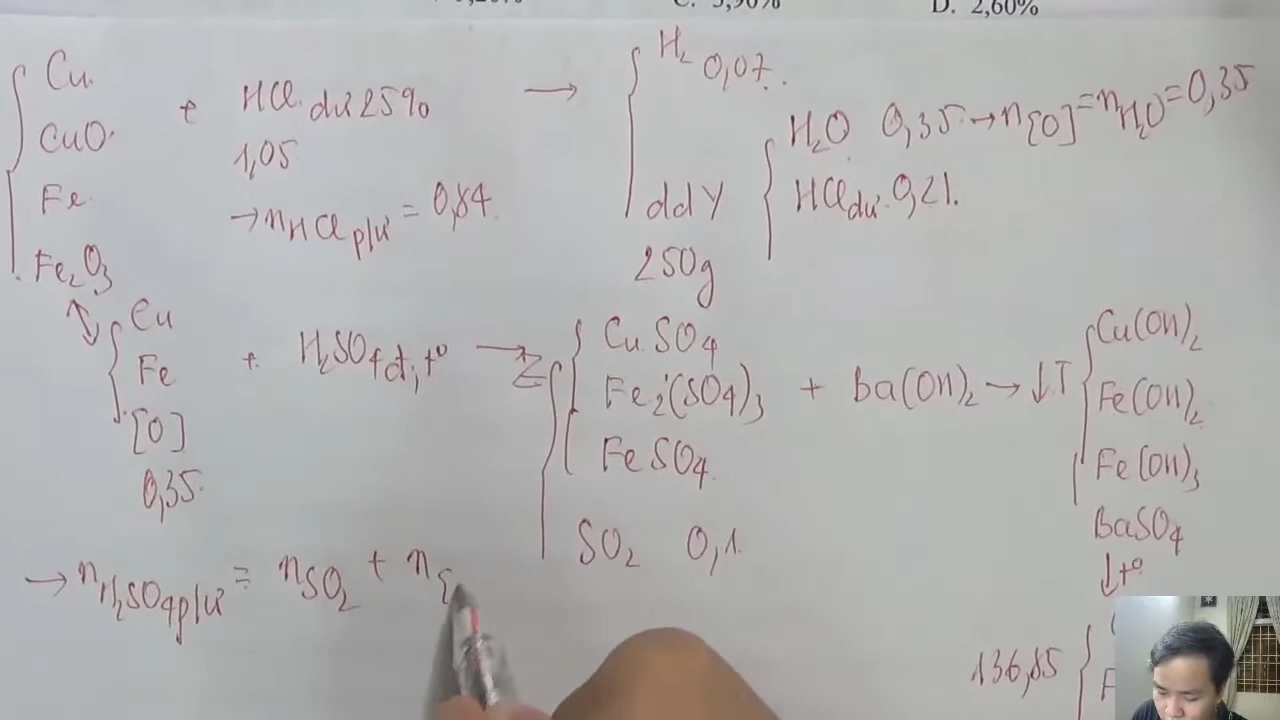 D. 2,60%
Cu
CuO
Fe
Fe2O3
+ HCl dư 25%
1,05
→ nHCl p/ư = 0,84
→
H2 0,07
ddY
250g
H2O 0,35 → n[O] = nH2O = 0,35
HCl dư 0,21
Cu
Fe
[O]
0,35
+ H2SO4 đ, t° →
Z
CuSO4
Fe2(SO4)3
FeSO4
SO2 0,1
+ Ba(OH)2 → ↓T
Cu(OH)2
Fe(OH)2
Fe(OH)3
BaSO4
↓t°
136,85
→ nH2SO4 p/ư = nSO2 + n